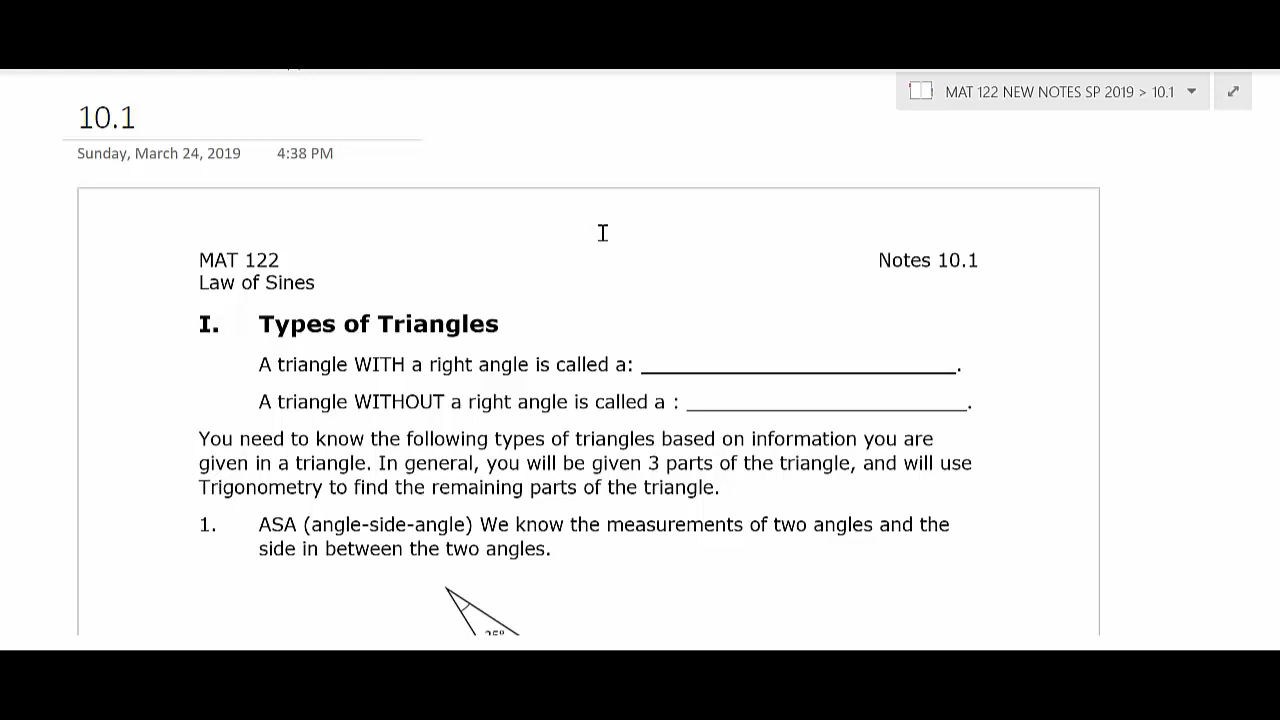 MAT 122 NEW NOTES SP 2019 > 10.1
10.1
Sunday, March 24, 2019 4:38 PM
MAT 122 Notes 10.1
Law of Sines
I. Types of Triangles
A triangle WITH a right angle is called a: ____________________________.
A triangle WITHOUT a right angle is called a : _________________________.
You need to know the following types of triangles based on information you are
given in a triangle. In general, you will be given 3 parts of the triangle, and will use
Trigonometry to find the remaining parts of the triangle.
1. ASA (angle-side-angle) We know the measurements of two angles and the
side in between the two angles.